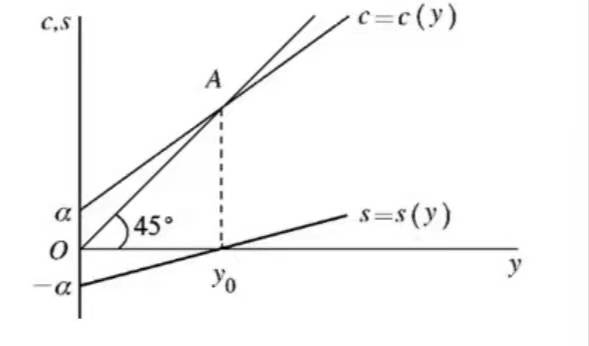 c,s
c=c(y)
A
α
45°
s=s(y)
O
y
−α
y₀